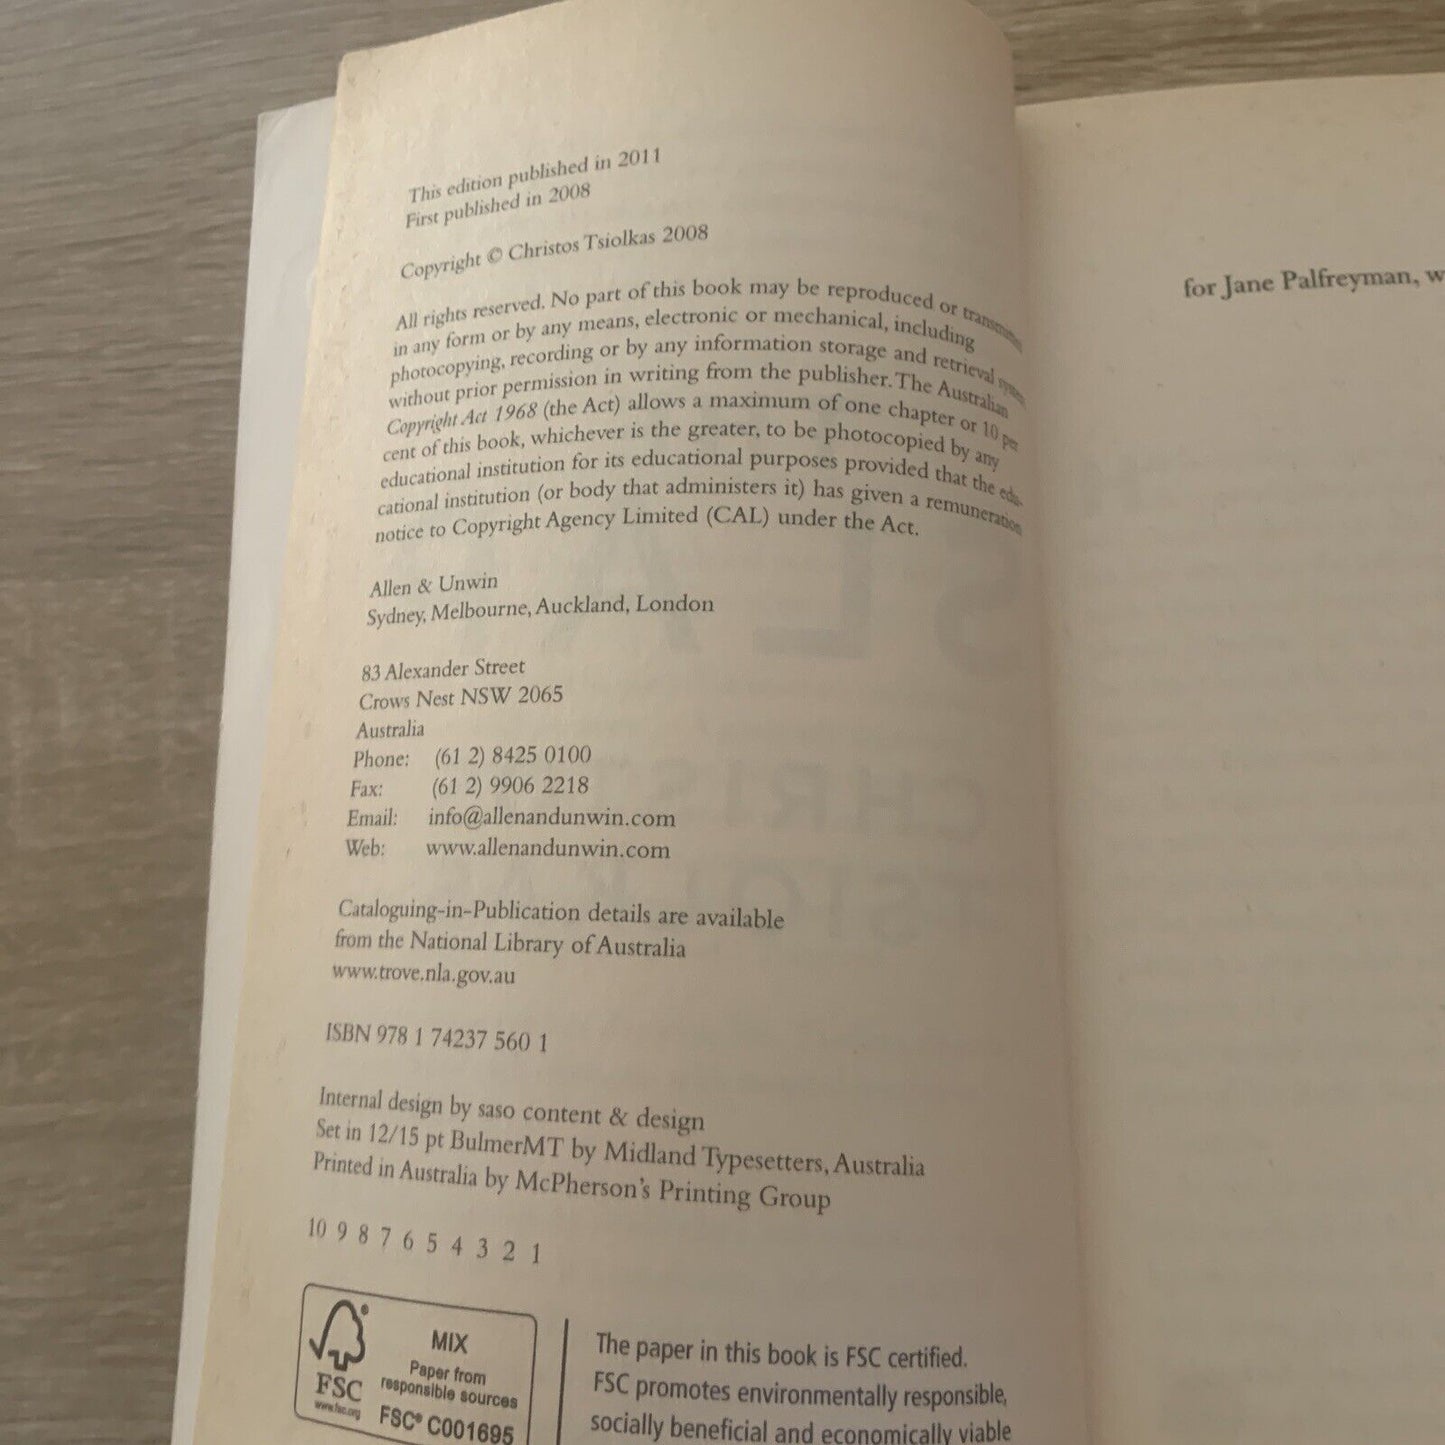 This edition published in 2011
First published in 2008
Copyright © Christos Tsiolkas 2008
All rights reserved. No part of this book may be reproduced or transmitted
in any form or by any means, electronic or mechanical, including
photocopying, recording or by any information storage and retrieval system,
without prior permission in writing from the publisher. The Australian
Copyright Act 1968 (the Act) allows a maximum of one chapter or 10 per
cent of this book, whichever is the greater, to be photocopied by any
educational institution for its educational purposes provided that the edu-
cational institution (or body that administers it) has given a remuneration
notice to Copyright Agency Limited (CAL) under the Act.
Allen & Unwin
Sydney, Melbourne, Auckland, London
83 Alexander Street
Crows Nest NSW 2065
Australia
Phone: (61 2) 8425 0100
Fax: (61 2) 9906 2218
Email: info@allenandunwin.com
Web: www.allenandunwin.com
Cataloguing-in-Publication details are available
from the National Library of Australia
www.trove.nla.gov.au
ISBN 978 1 74237 560 1
Internal design by saso content & design
Set in 12/15 pt BulmerMT by Midland Typesetters, Australia
Printed in Australia by McPherson's Printing Group
10 9 8 7 6 5 4 3 2 1
FSC
www.fsc.org
MIX
Paper from
responsible sources
FSC® C001695
The paper in this book is FSC certified.
FSC promotes environmentally responsible,
socially beneficial and economically viable
for Jane Palfreyman, w